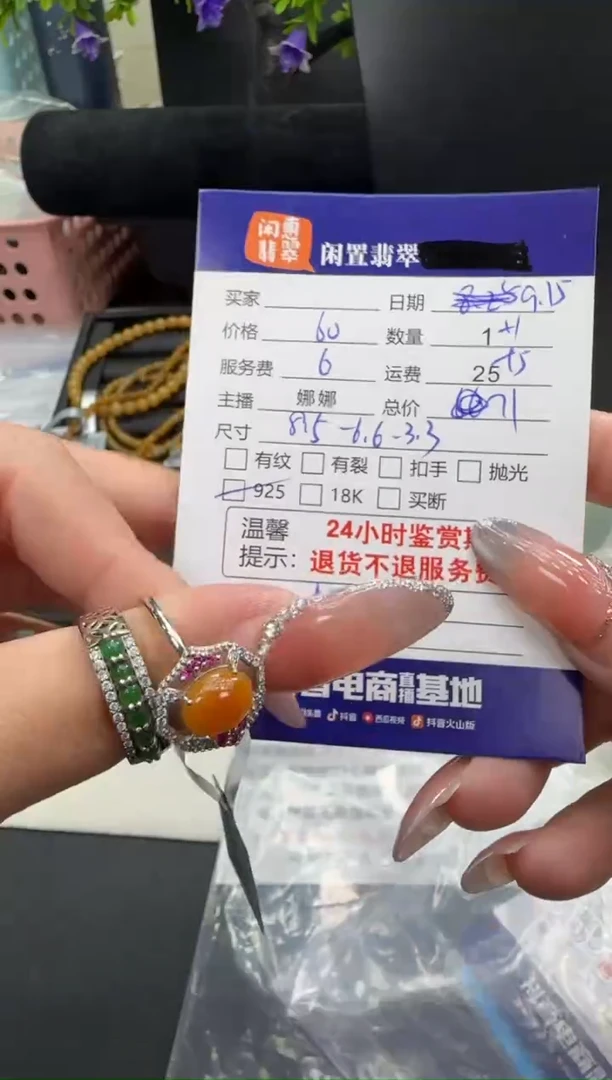 闲惠翡翠
闲置翡翠
买家 日期 9.15
价格 60 数量 1 +1
服务费 6 运费 25
主播 娜娜 总价 71
尺寸 8.5-6.6-3.3
有纹 有裂 扣手 抛光
925 18K 买断
温馨 24小时鉴赏期
提示: 退货不退服务费
电商直播基地
抖音 西瓜视频 抖音火山版